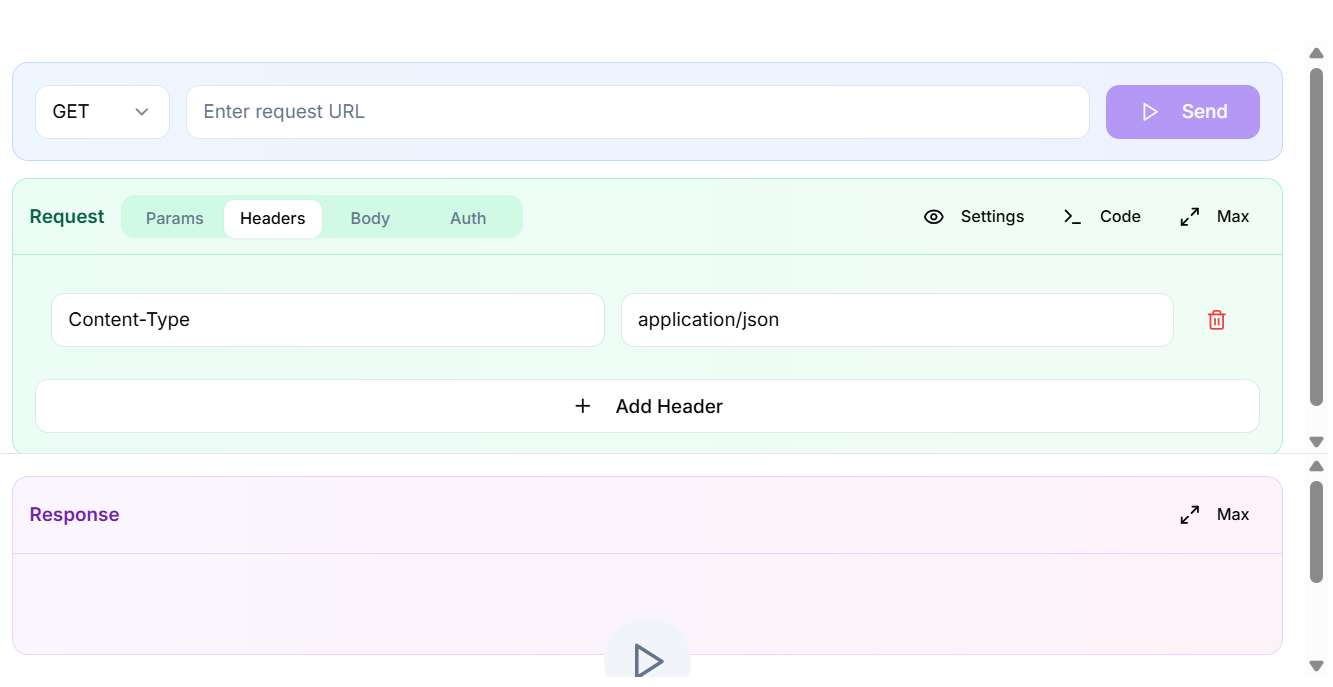 GET Enter request URL Send
Request Params Headers Body Auth Settings Code Max
Content-Type application/json
Add Header
Response Max